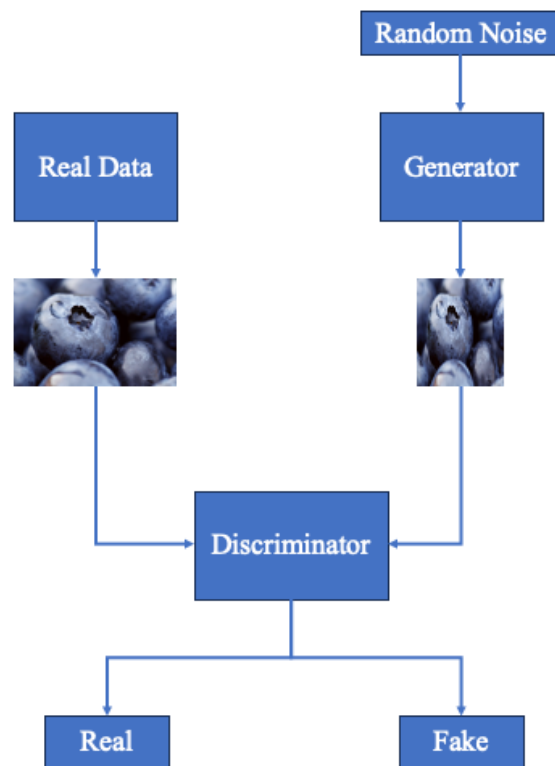 Random Noise
Real Data
Generator
Discriminator
Real
Fake